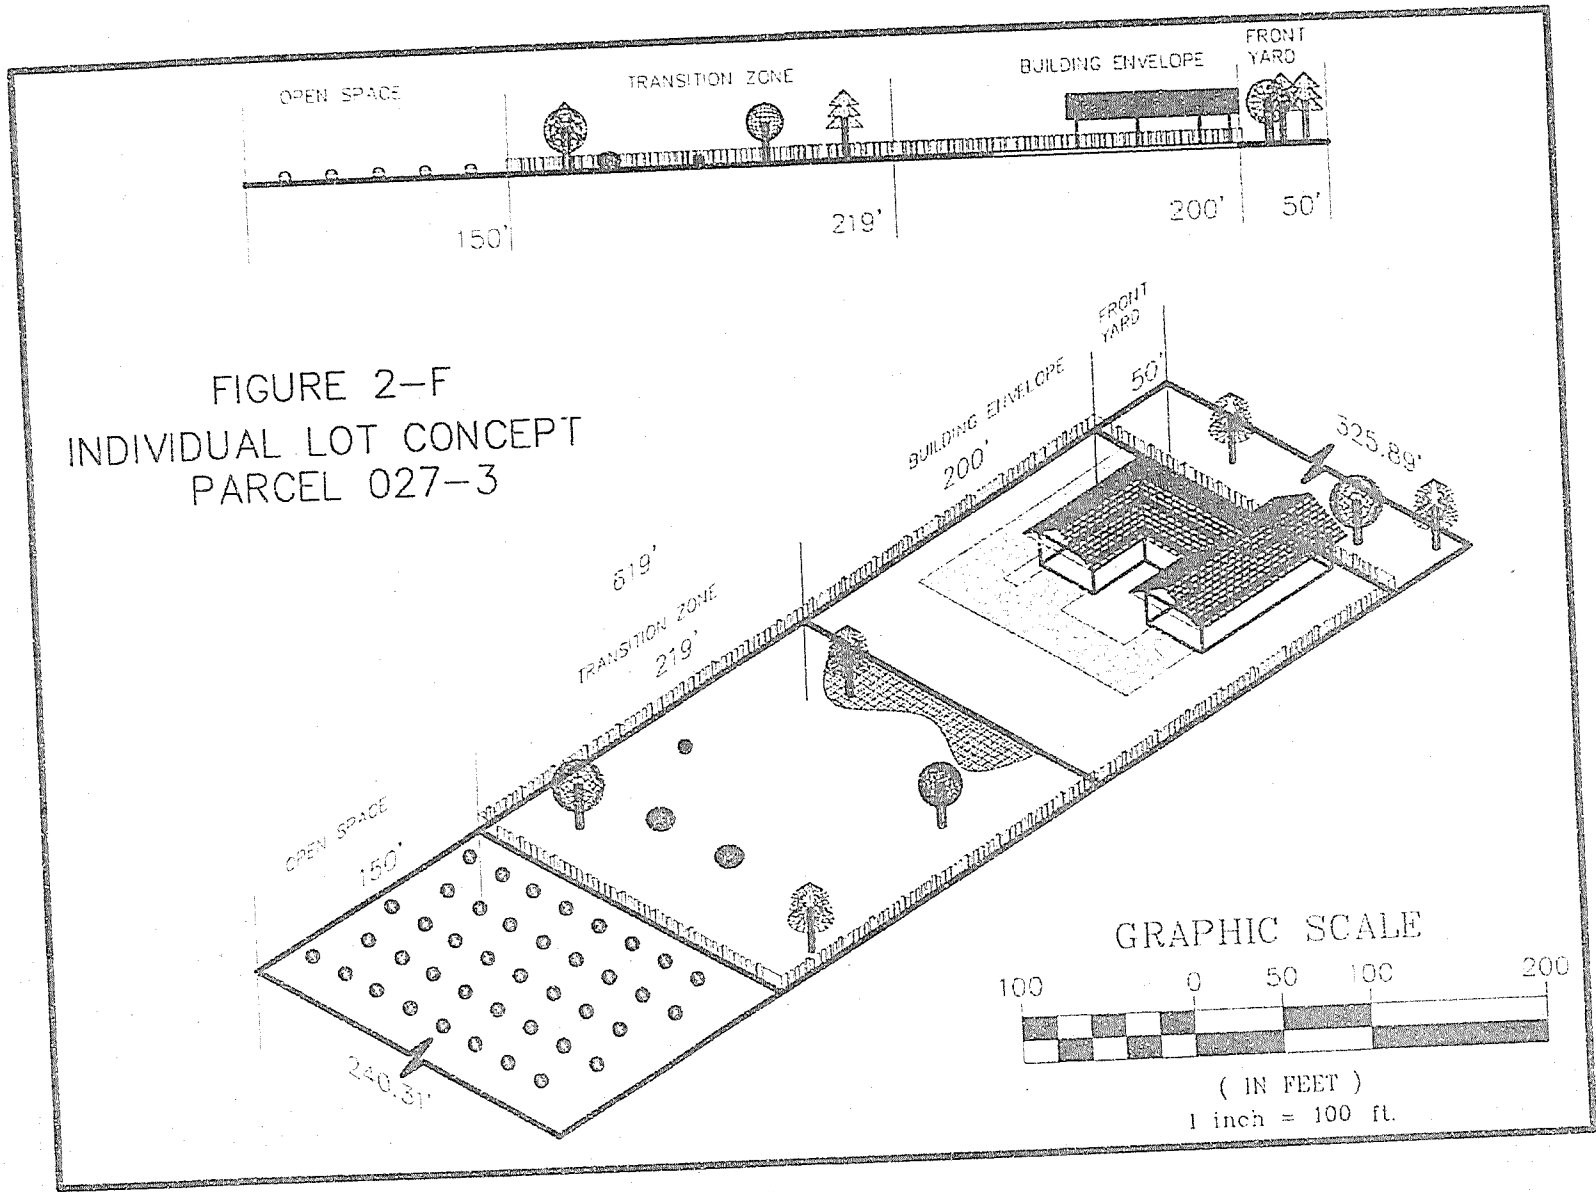 OPEN SPACE
TRANSITION ZONE
BUILDING ENVELOPE
FRONT
YARD
150'
219'
200'
50'
FIGURE 2-F
INDIVIDUAL LOT CONCEPT
PARCEL 027-3
FRONT
YARD
50'
BUILDING ENVELOPE
200'
325.89'
619'
TRANSITION ZONE
219'
OPEN SPACE
150'
240.31'
GRAPHIC SCALE
100 0 50 100 200
( IN FEET )
1 inch = 100 ft.